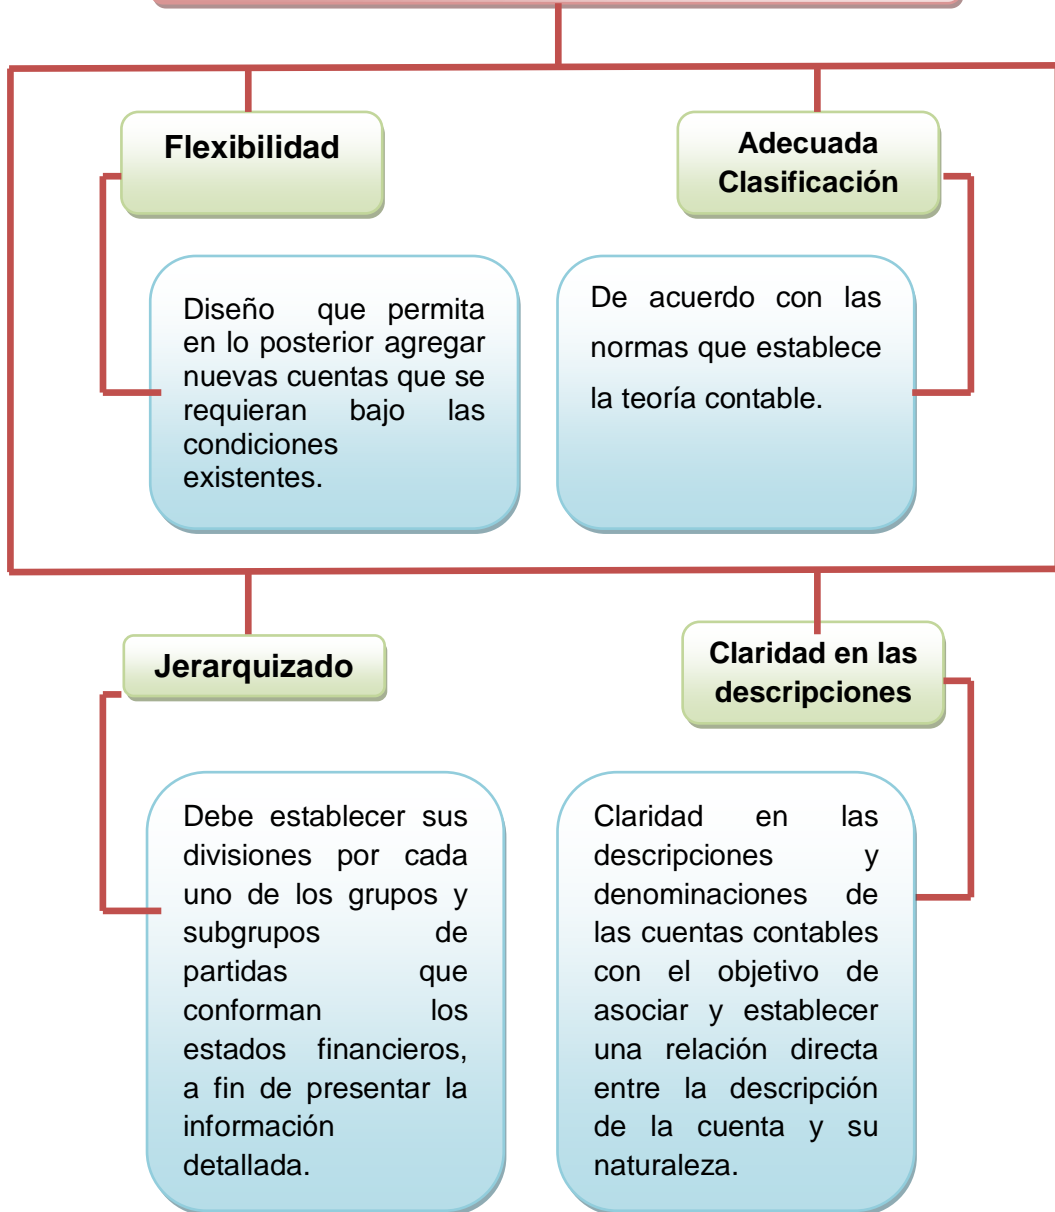 Flexibilidad
Adecuada
Clasificación
Diseño que permita
en lo posterior agregar
nuevas cuentas que se
requieran bajo las
condiciones
existentes.
De acuerdo con las
normas que establece
la teoría contable.
Jerarquizado
Claridad en las
descripciones
Debe establecer sus
divisiones por cada
uno de los grupos y
subgrupos de
partidas que
conforman los
estados financieros,
a fin de presentar la
información
detallada.
Claridad en las
descripciones y
denominaciones de
las cuentas contables
con el objetivo de
asociar y establecer
una relación directa
entre la descripción
de la cuenta y su
naturaleza.